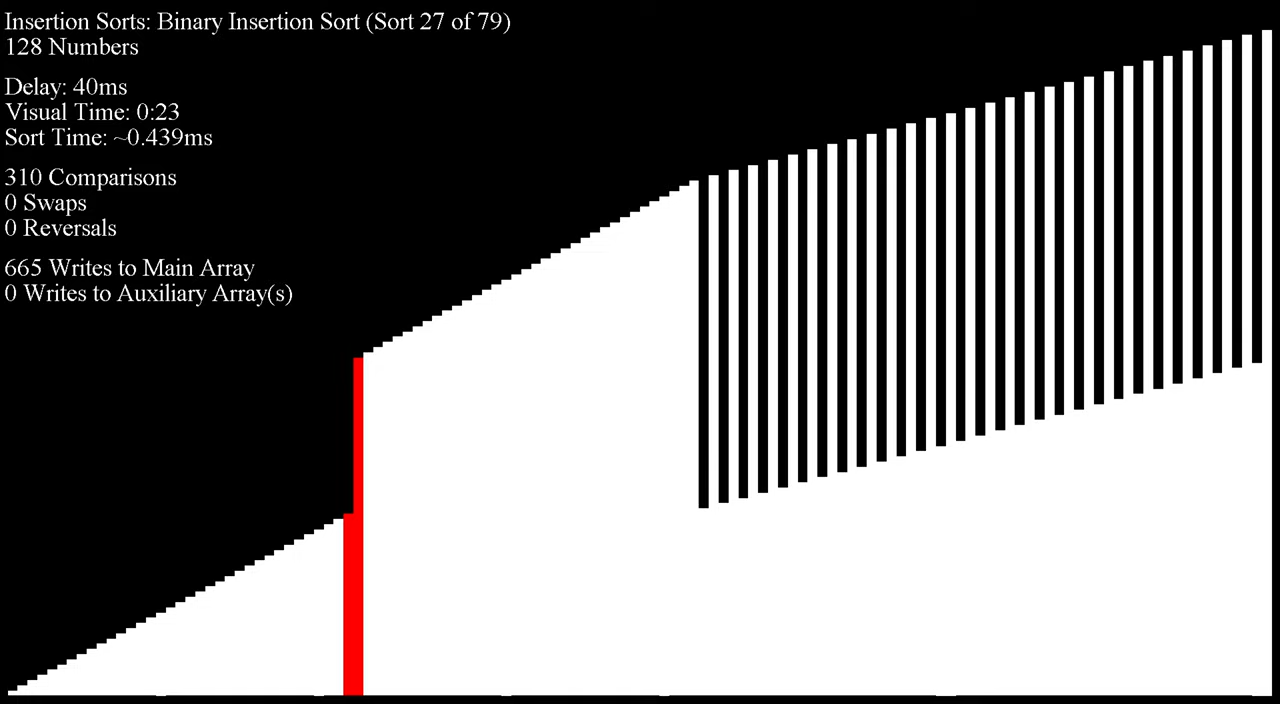 Insertion Sorts: Binary Insertion Sort (Sort 27 of 79)
128 Numbers
Delay: 40ms
Visual Time: 0:23
Sort Time: ~0.439ms
310 Comparisons
0 Swaps
0 Reversals
665 Writes to Main Array
0 Writes to Auxiliary Array(s)